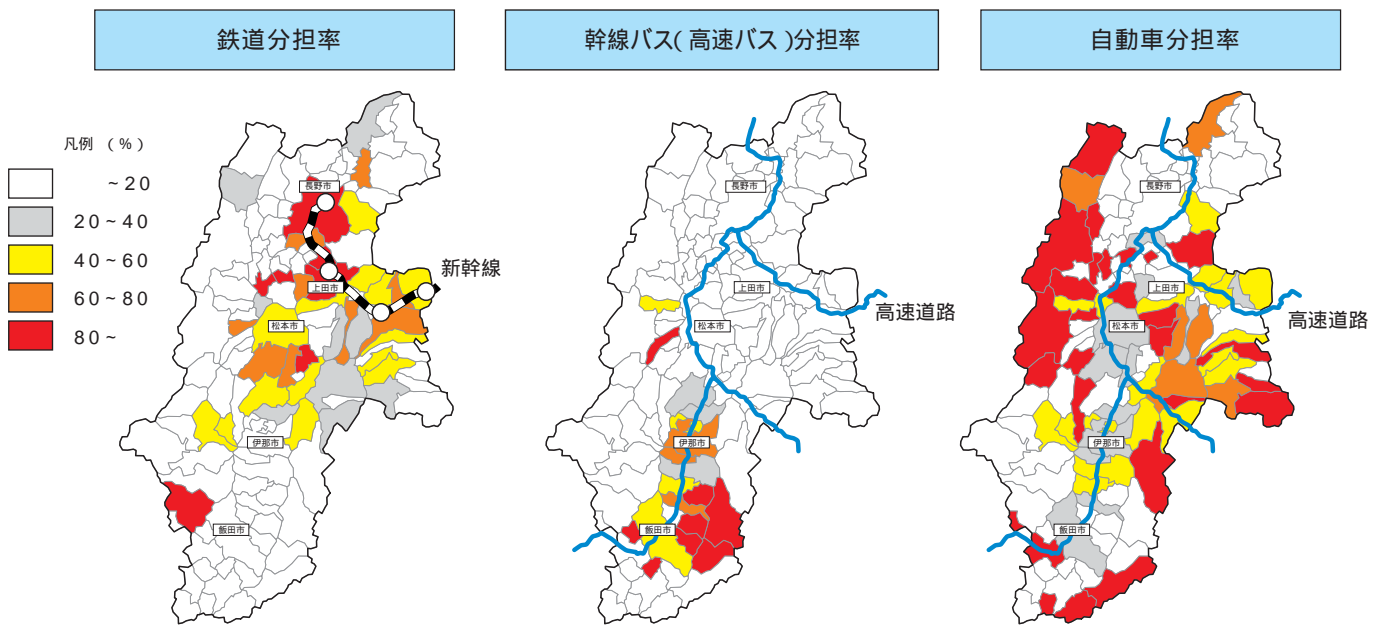 鉄道分担率
幹線バス(高速バス)分担率
自動車分担率
凡例 (%)
~20
20~40
40~60
60~80
80~
長野市
上田市
松本市
伊那市
飯田市
新幹線
長野市
上田市
松本市
伊那市
飯田市
高速道路
長野市
上田市
松本市
伊那市
飯田市
高速道路